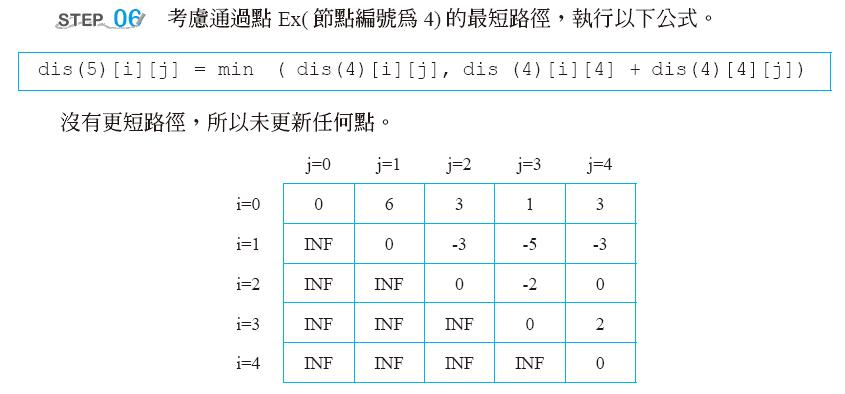 STEP 06 考慮通過點 Ex( 節點編號爲 4) 的最短路徑，執行以下公式。
dis(5)[i][j] = min ( dis(4)[i][j], dis (4)[i][4] + dis(4)[4][j])
沒有更短路徑，所以未更新任何點。
j=0 j=1 j=2 j=3 j=4
i=0 0 6 3 1 3
i=1 INF 0 -3 -5 -3
i=2 INF INF 0 -2 0
i=3 INF INF INF 0 2
i=4 INF INF INF INF 0